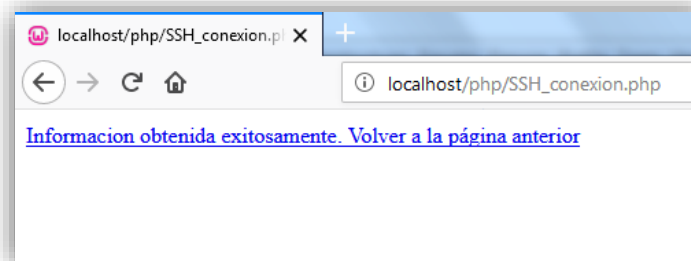 localhost/php/SSH_conexion.p
localhost/php/SSH_conexion.php
Informacion obtenida exitosamente. Volver a la página anterior